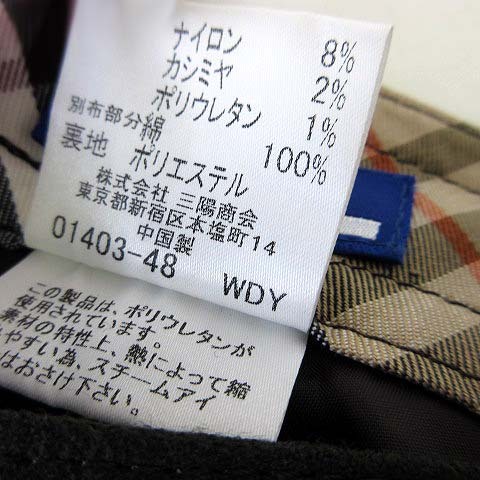 ナイロン 8%
カシミヤ 2%
ポリウレタン 1%
別布部分綿 100%
裏地 ポリエステル
株式会社 三陽商会
東京都新宿区本塩町14
中国製
01403-48 WDY
この製品は、ポリウレタンが
使用されています。
素材の特性上、熱によって縮
みやすい為、スチームアイ
はおさけ下さい。